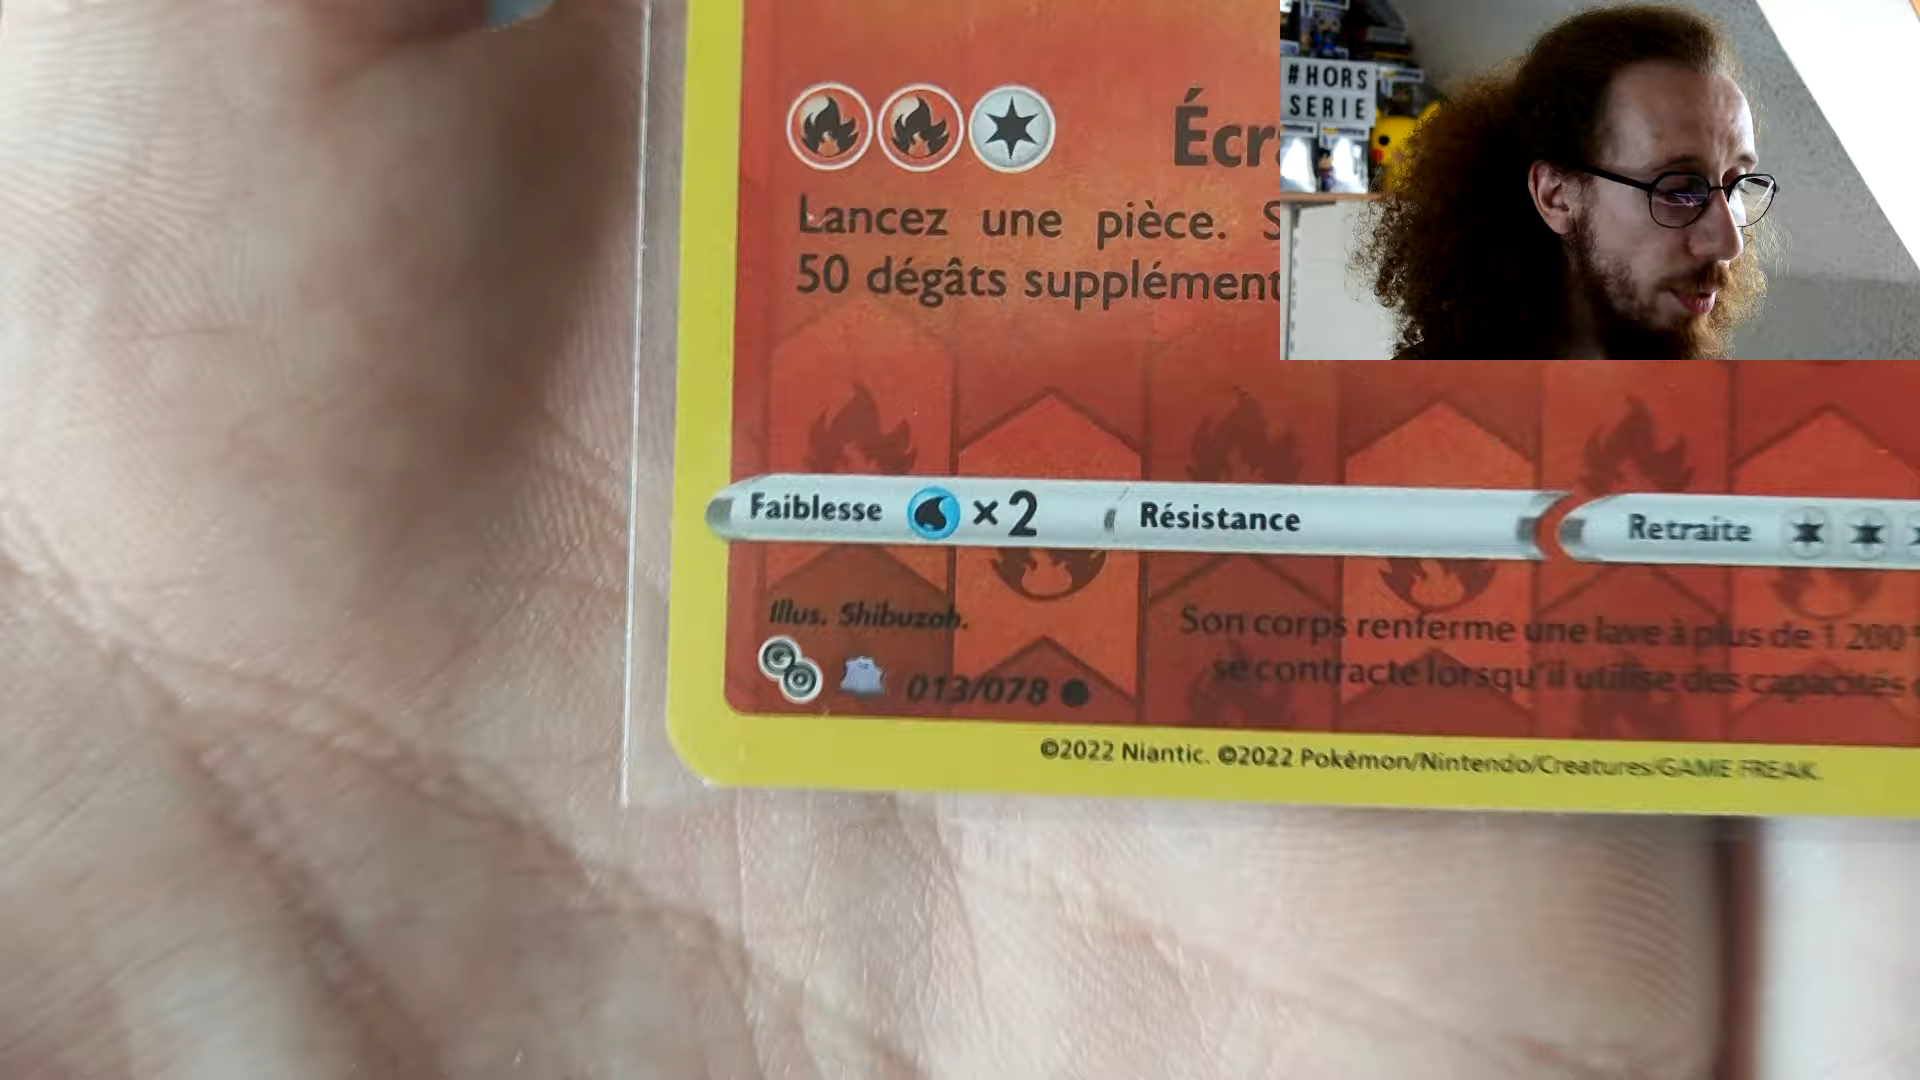 #HORS
SERIE
Écr
Lancez une pièce. S
50 dégâts supplément
Faiblesse ×2 Résistance Retraite
Illus. Shibuzoh.
Son corps renferme une lave à plus de 1 200
se contracte lorsqu'il utilise des capacités
013/078
©2022 Niantic. ©2022 Pokémon/Nintendo/Creatures/GAME FREAK.